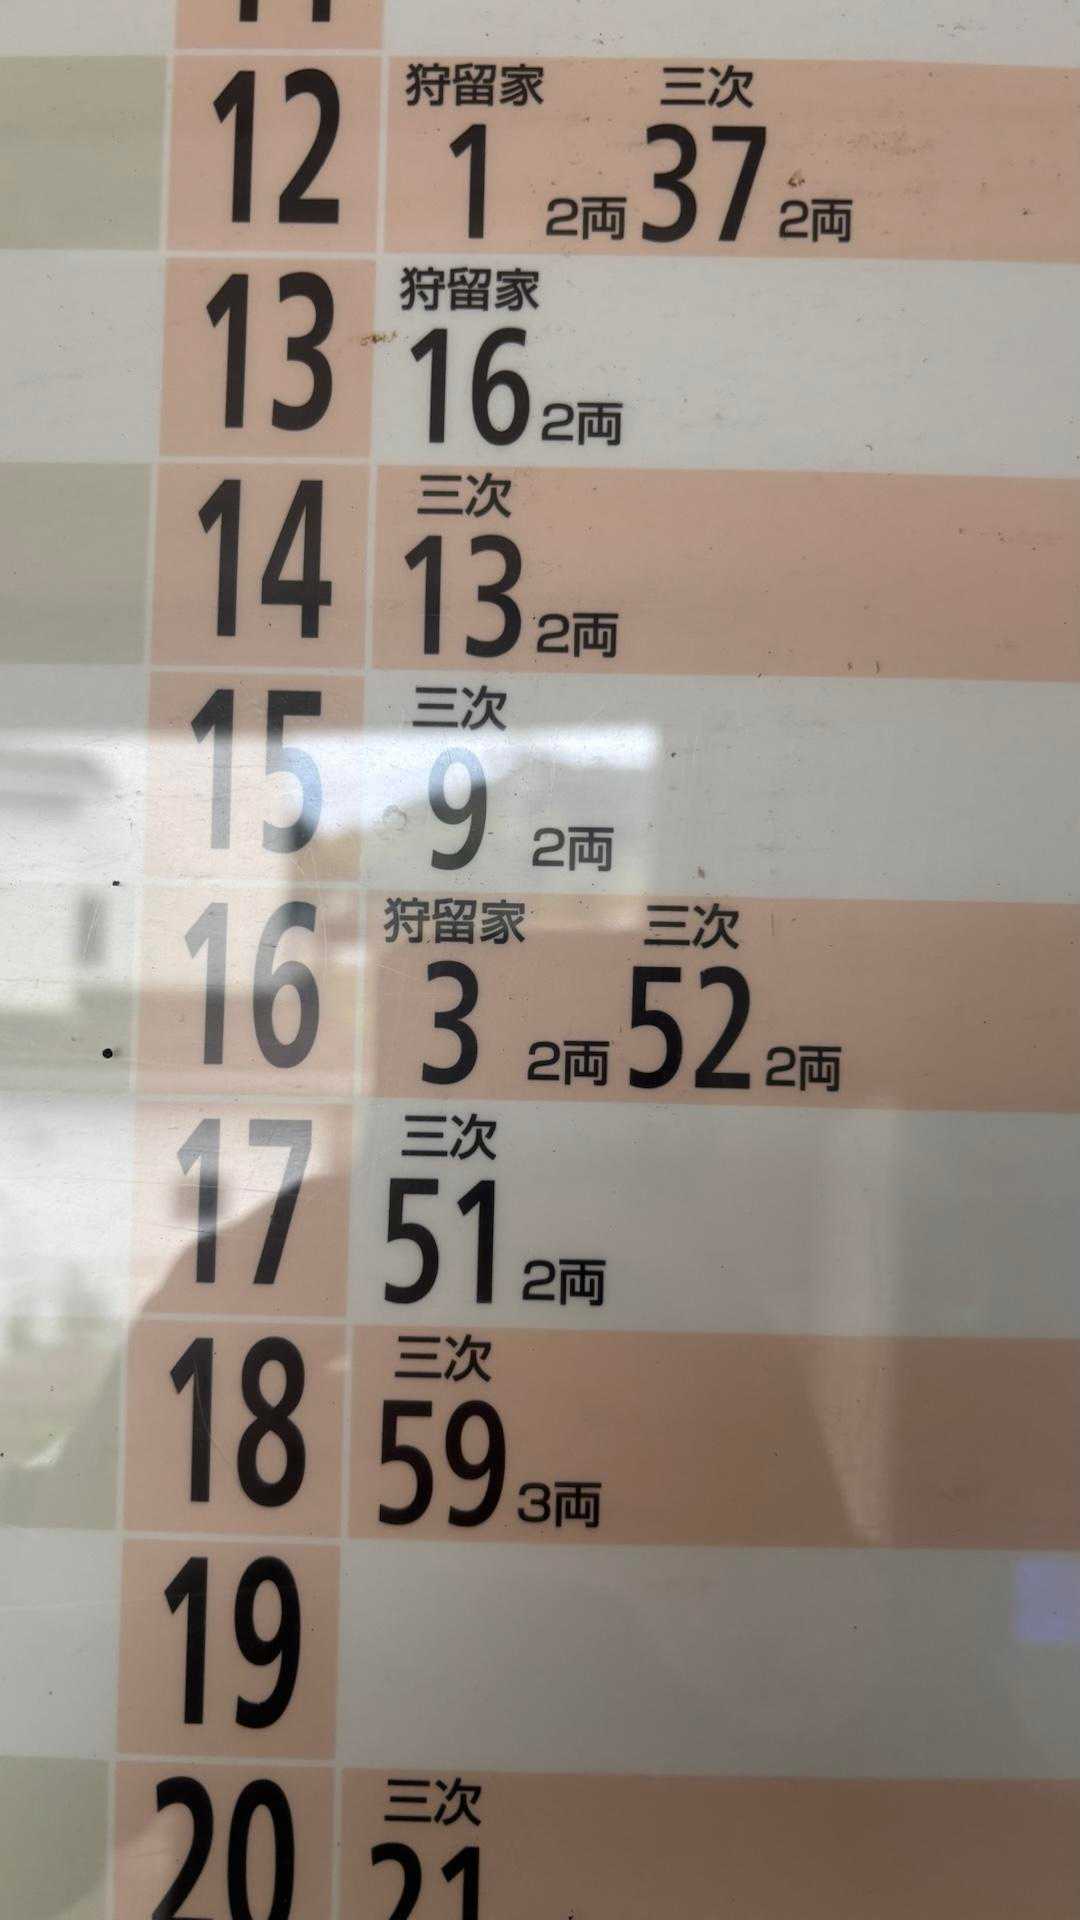 12 狩留家 三次
1 2両 37 2両
13 狩留家
16 2両
14 三次
13 2両
15 三次
9 2両
16 狩留家 三次
3 2両 52 2両
17 三次
51 2両
18 三次
59 3両
19
20 三次
21